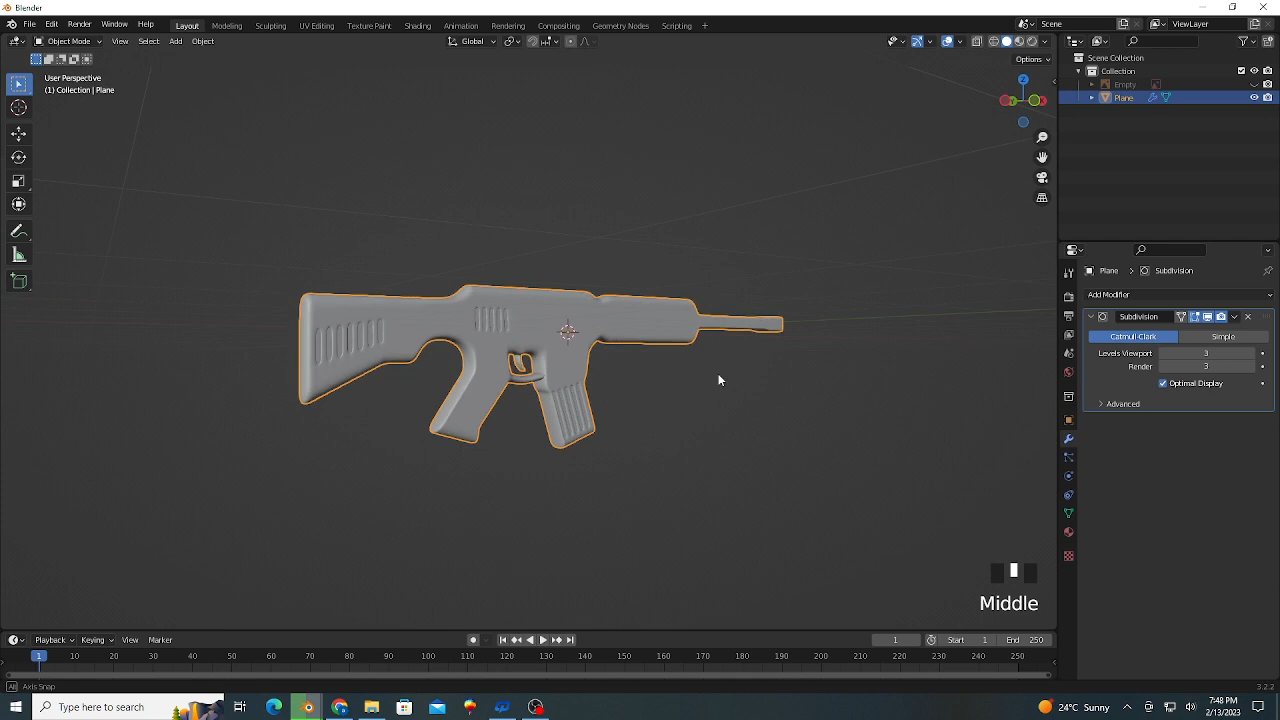 Blender
File Edit Render Window Help Layout Modeling Sculpting UV Editing Texture Paint Shading Animation Rendering Compositing Geometry Nodes Scripting + Scene ViewLayer
Object Mode View Select Add Object Global
Options
User Perspective
(1) Collection | Plane
Scene Collection
Collection
Empty
Plane
Plane > Subdivision
Add Modifier
Subdivision
Catmull-Clark Simple
Levels Viewport 3
Render 3
Optimal Display
Advanced
Z
Y
Middle
Playback Keying View Marker 1 Start 1 End 250
1 10 20 30 40 50 60 70 80 90 100 110 120 130 140 150 160 170 180 190 200 210 220 230 240 250
Axis Snap 3.2.2
Type here to search
24°C Sunny
7:48 PM
2/13/2023